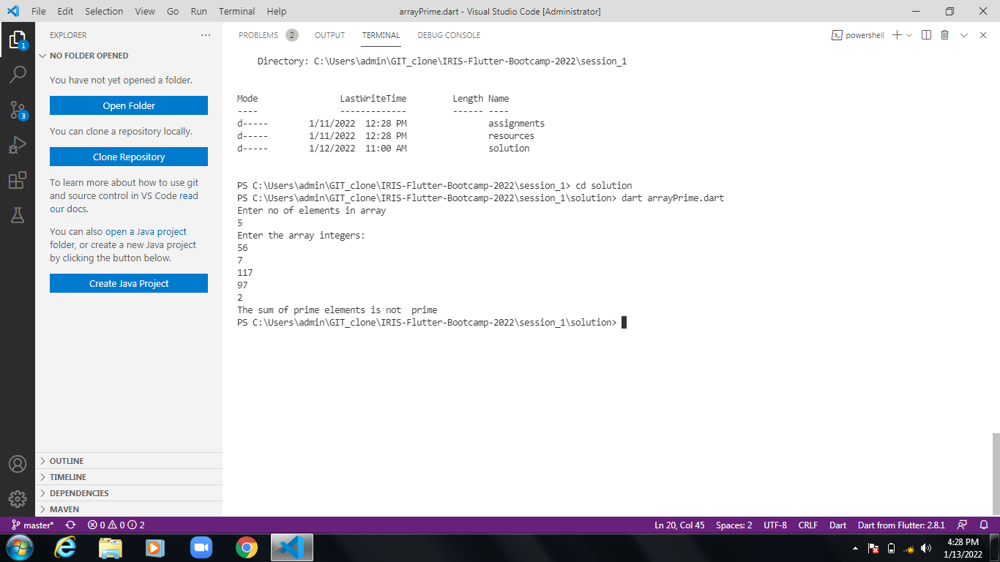 File Edit Selection View Go Run Terminal Help
arrayPrime.dart - Visual Studio Code [Administrator]
EXPLORER
NO FOLDER OPENED
You have not yet opened a folder.
Open Folder
You can clone a repository locally.
Clone Repository
To learn more about how to use git
and source control in VS Code read
our docs.
You can also open a Java project
folder, or create a new Java project
by clicking the button below.
Create Java Project
OUTLINE
TIMELINE
DEPENDENCIES
MAVEN
1
3
PROBLEMS 2 OUTPUT TERMINAL DEBUG CONSOLE
powershell
Directory: C:\Users\admin\GIT_clone\IRIS-Flutter-Bootcamp-2022\session_1
Mode LastWriteTime Length Name
---- ------------- ------ ----
d----- 1/11/2022 12:28 PM assignments
d----- 1/11/2022 12:28 PM resources
d----- 1/12/2022 11:00 AM solution
PS C:\Users\admin\GIT_clone\IRIS-Flutter-Bootcamp-2022\session_1> cd solution
PS C:\Users\admin\GIT_clone\IRIS-Flutter-Bootcamp-2022\session_1\solution> dart arrayPrime.dart
Enter no of elements in array
5
Enter the array integers:
56
7
117
97
2
The sum of prime elements is not  prime
PS C:\Users\admin\GIT_clone\IRIS-Flutter-Bootcamp-2022\session_1\solution>
master* 0 0 2
Ln 20, Col 45 Spaces: 2 UTF-8 CRLF Dart Dart from Flutter: 2.8.1
4:28 PM
1/13/2022